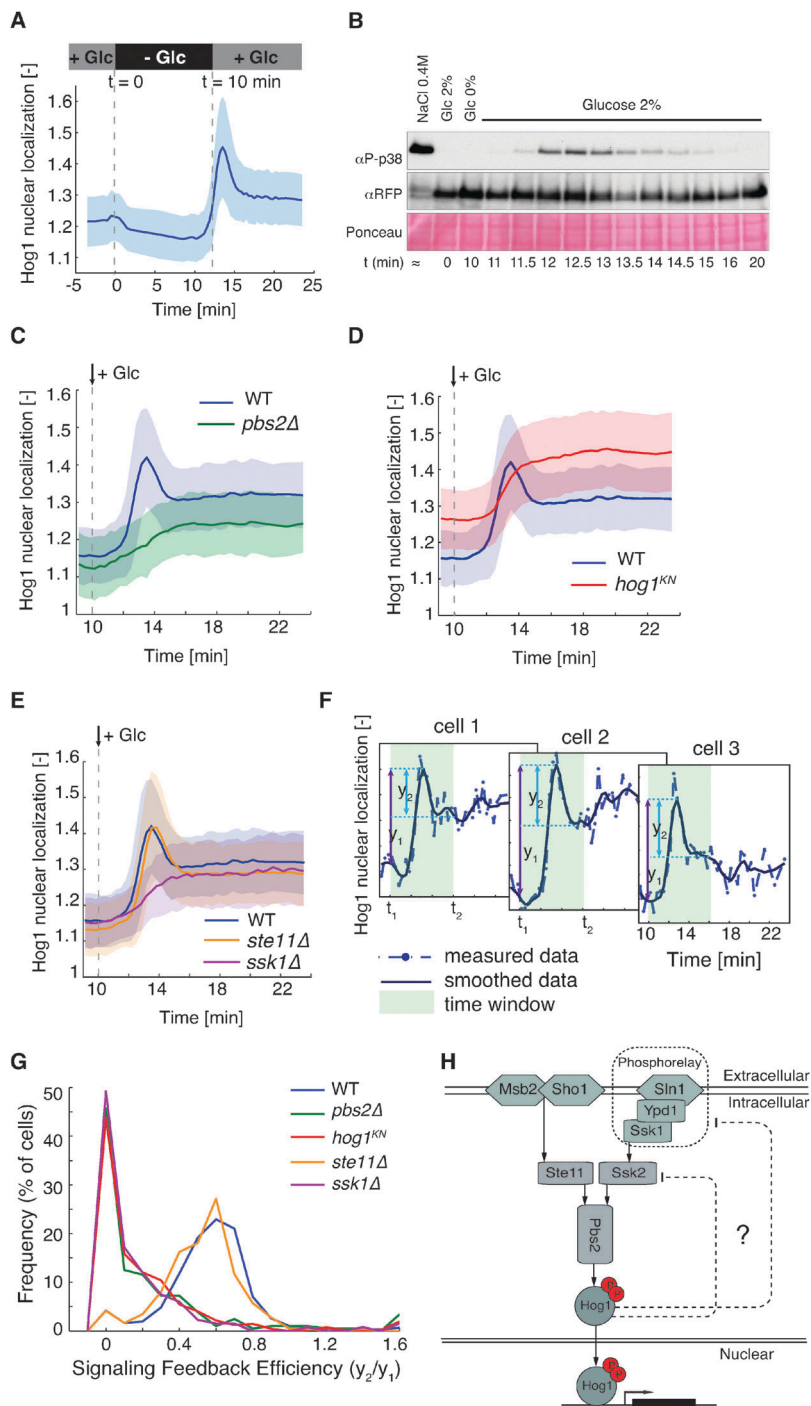 A
+ Glc
- Glc
+ Glc
t = 0
t = 10 min
Hog1 nuclear localization [-]
1.6
1.5
1.4
1.3
1.2
1.1
-5 0 5 10 15 20 25
Time [min]
B
NaCl 0.4M
Glc 2%
Glc 0%
Glucose 2%
αP-p38
αRFP
Ponceau
t (min) ≈ 0 10 11 11.5 12 12.5 13 13.5 14 14.5 15 16 20
C
+ Glc
Hog1 nuclear localization [-]
1.6
1.5
1.4
1.3
1.2
1.1
1
WT
pbs2Δ
10 14 18 22
Time [min]
D
+ Glc
Hog1 nuclear localization [-]
1.6
1.5
1.4
1.3
1.2
1.1
1
WT
hog1ᴷᴺ
10 14 18 22
Time [min]
E
+ Glc
Hog1 nuclear localization [-]
1.6
1.5
1.4
1.3
1.2
1.1
1
WT
ste11Δ
ssk1Δ
10 14 18 22
Time [min]
F
Hog1 nuclear localization [-]
cell 1
y₂
y₁
t₁ t₂
cell 2
y₂
y₁
t₁ t₂
cell 3
y₂
y₁
10 14 18 22
Time [min]
measured data
smoothed data
time window
G
Frequency (% of cells)
50
40
30
20
10
0
WT
pbs2Δ
hog1ᴷᴺ
ste11Δ
ssk1Δ
0 0.4 0.8 1.2 1.6
Signaling Feedback Efficiency (y₂/y₁)
H
Phosphorelay
Extracellular
Intracellular
Msb2 Sho1 Sln1
Ypd1
Ssk1
Ste11 Ssk2
Pbs2
?
P
P
Hog1
Nuclear
P
P
Hog1